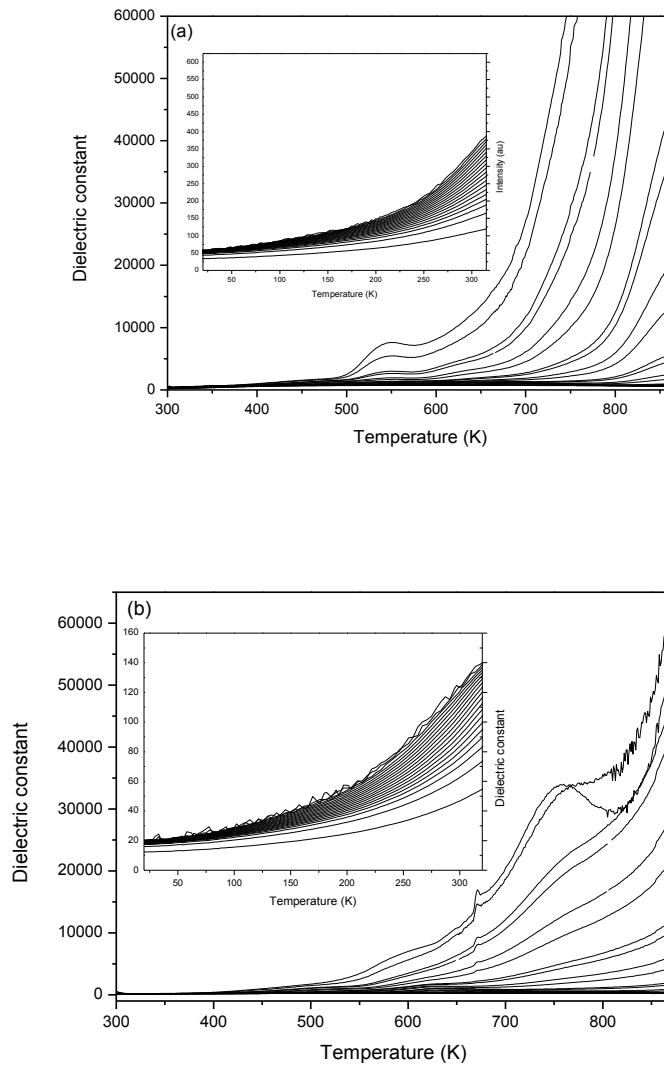 (a)
60000
50000
40000
30000
20000
10000
0
Dielectric constant
300 400 500 600 700 800
Temperature (K)
600
550
500
450
400
350
300
250
200
150
100
50
0
50 100 150 200 250 300
Temperature (K)
Intensity (au)
(b)
60000
50000
40000
30000
20000
10000
0
Dielectric constant
300 400 500 600 700 800
Temperature (K)
160
140
120
100
80
60
40
20
0
50 100 150 200 250 300
Temperature (K)
Dielectric constant